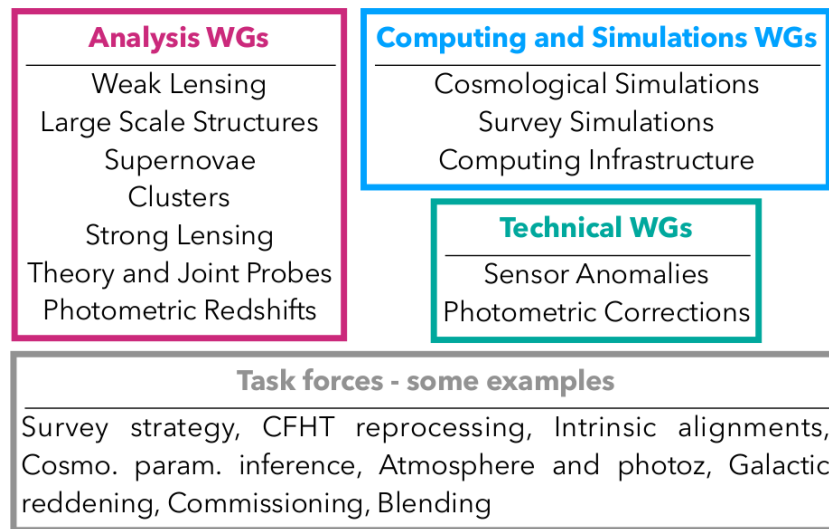 Analysis WGs
Weak Lensing
Large Scale Structures
Supernovae
Clusters
Strong Lensing
Theory and Joint Probes
Photometric Redshifts
Computing and Simulations WGs
Cosmological Simulations
Survey Simulations
Computing Infrastructure
Technical WGs
Sensor Anomalies
Photometric Corrections
Task forces - some examples
Survey strategy, CFHT reprocessing, Intrinsic alignments,
Cosmo. param. inference, Atmosphere and photoz, Galactic
reddening, Commissioning, Blending